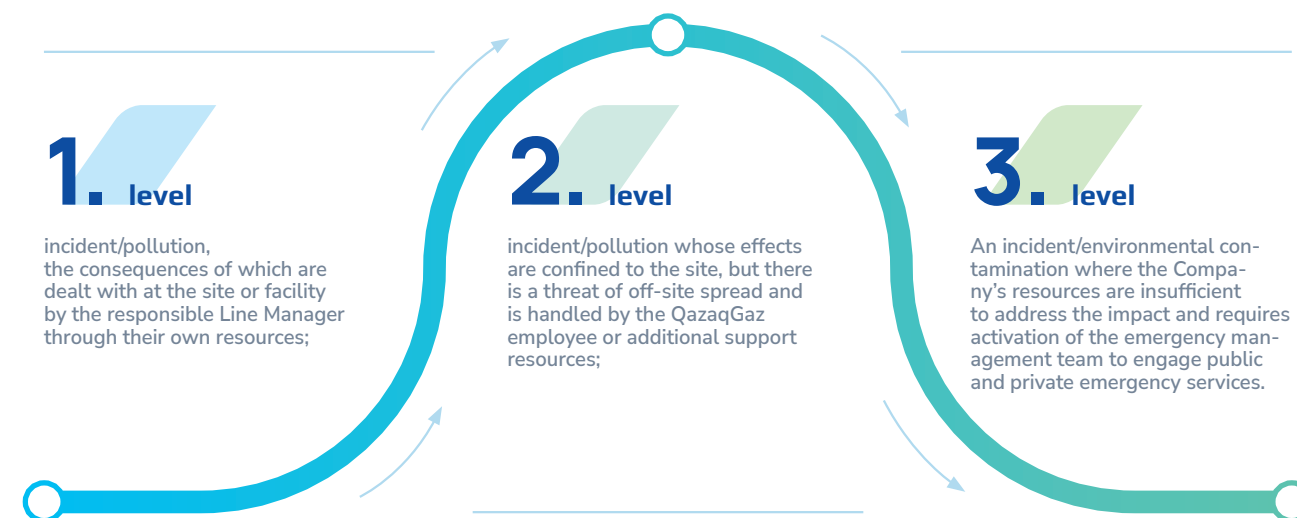 1. level
incident/pollution,
the consequences of which are
dealt with at the site or facility
by the responsible Line Manager
through their own resources;
2. level
incident/pollution whose effects
are confined to the site, but there
is a threat of off-site spread and
is handled by the QazaqGaz
employee or additional support
resources;
3. level
An incident/environmental con-
tamination where the Compa-
ny's resources are insufficient
to address the impact and requires
activation of the emergency man-
agement team to engage public
and private emergency services.